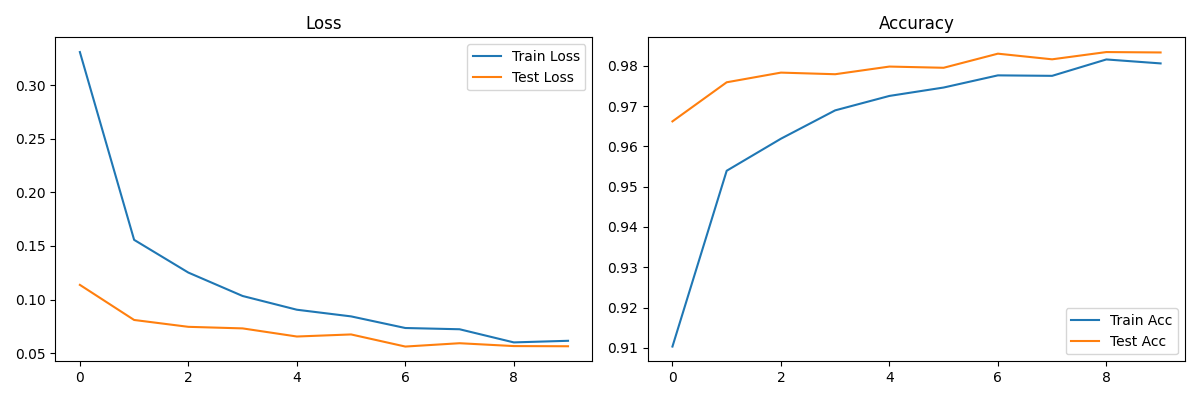 Loss
Train Loss
Test Loss
0.30
0.25
0.20
0.15
0.10
0.05
0 2 4 6 8
Accuracy
0.98
0.97
0.96
0.95
0.94
0.93
0.92
0.91
Train Acc
Test Acc
0 2 4 6 8